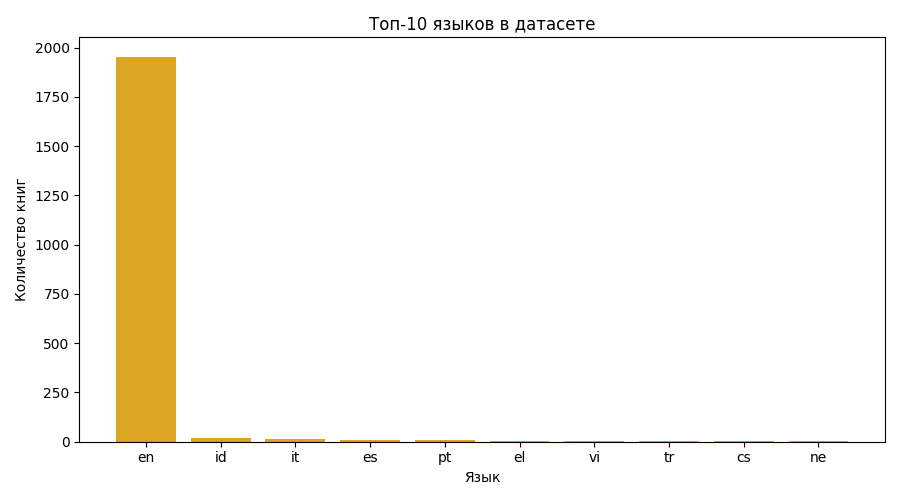 Топ-10 языков в датасете
Количество книг
2000
1750
1500
1250
1000
750
500
250
0
en id it es pt el vi tr cs ne
Язык